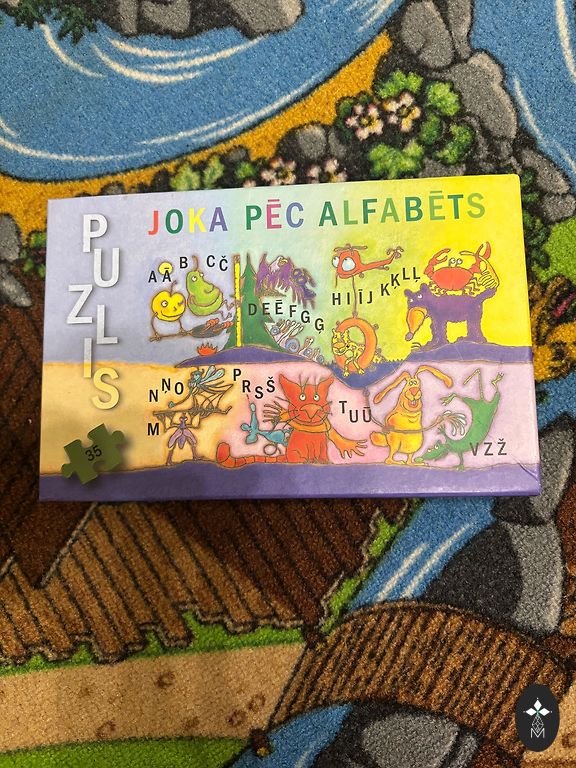 JOKA PĒC ALFABĒTS
PUZLIS
A Ā B C Č
D E Ē F G Ģ
H I Ī J K Ķ L Ļ
M N Ņ O
P R S Š
T U Ū
V Z Ž
35
M